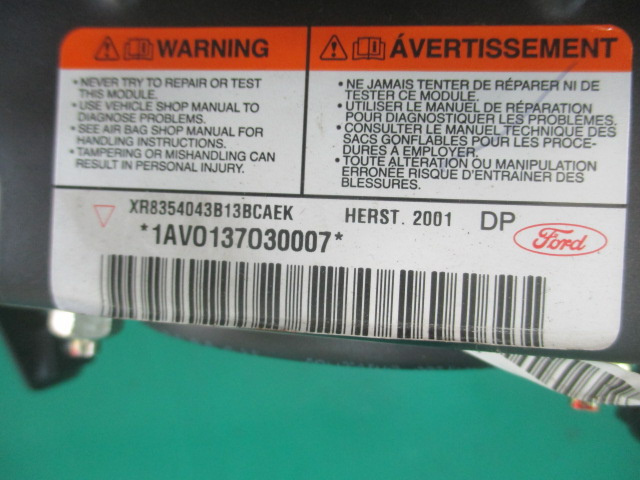 WARNING
• NEVER TRY TO REPAIR OR TEST
THIS MODULE.
• USE VEHICLE SHOP MANUAL TO
DIAGNOSE PROBLEMS.
• SEE AIR BAG SHOP MANUAL FOR
HANDLING INSTRUCTIONS.
• TAMPERING OR MISHANDLING CAN
RESULT IN PERSONAL INJURY.
ÁVERTISSEMENT
• NE JAMAIS TENTER DE RÉPARER NI DE
TESTER CE MODULE.
• UTILISER LE MANUEL DE RÉPARATION
POUR DIAGNOSTIQUER LES PROBLÈMES.
• CONSULTER LE MANUEL TECHNIQUE DES
SACS GONFLABLES POUR LES PROCE-
DURES À EMPLOYER.
• TOUTE ALTÉRATION OU MANIPULATION
ERRONÉE RISQUE D'ENTRAÎNER DES
BLESSURES.
XR8354043B13BCAEK HERST. 2001 DP
*1AV0137030007*
Ford